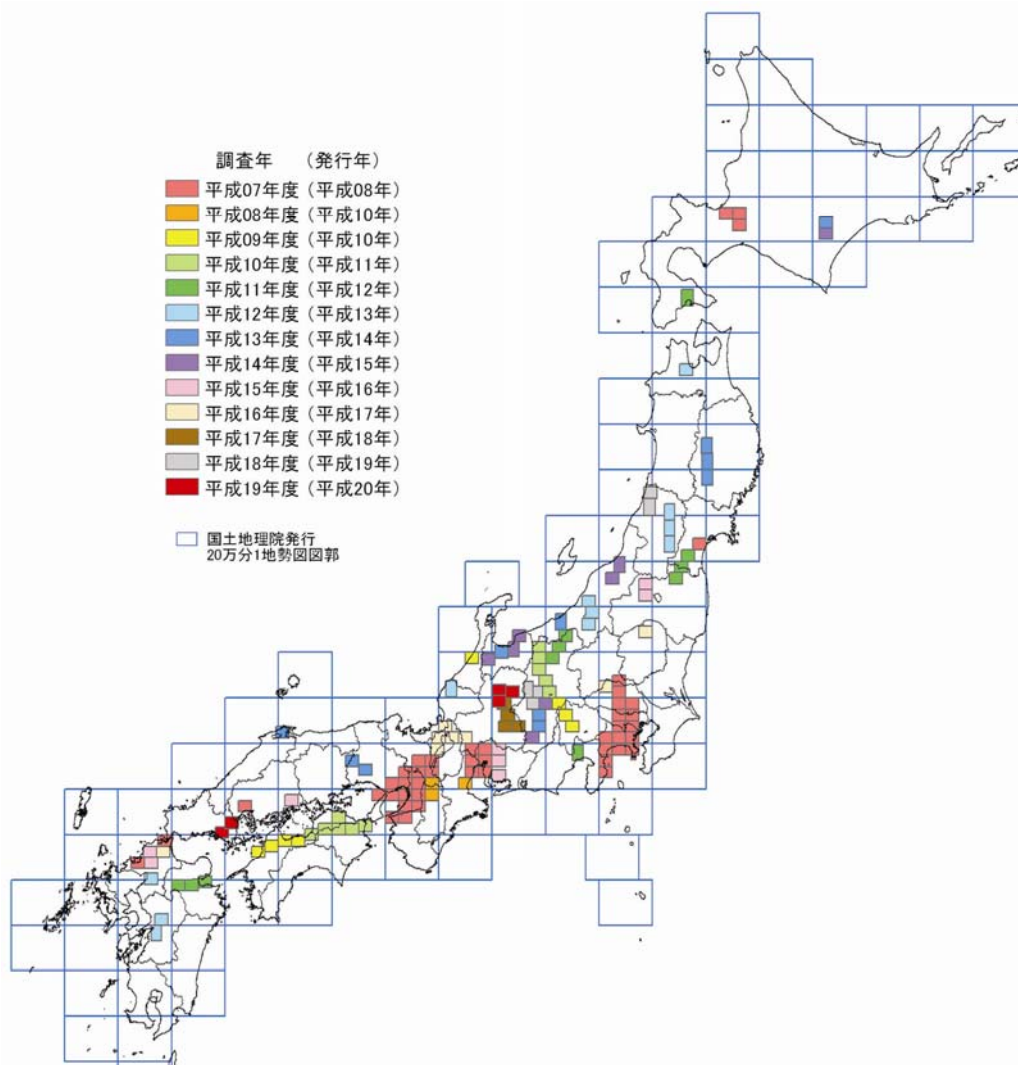 調査年 （発行年）
平成07年度（平成08年）
平成08年度（平成10年）
平成09年度（平成10年）
平成10年度（平成11年）
平成11年度（平成12年）
平成12年度（平成13年）
平成13年度（平成14年）
平成14年度（平成15年）
平成15年度（平成16年）
平成16年度（平成17年）
平成17年度（平成18年）
平成18年度（平成19年）
平成19年度（平成20年）
国土地理院発行
20万分1地勢図図郭